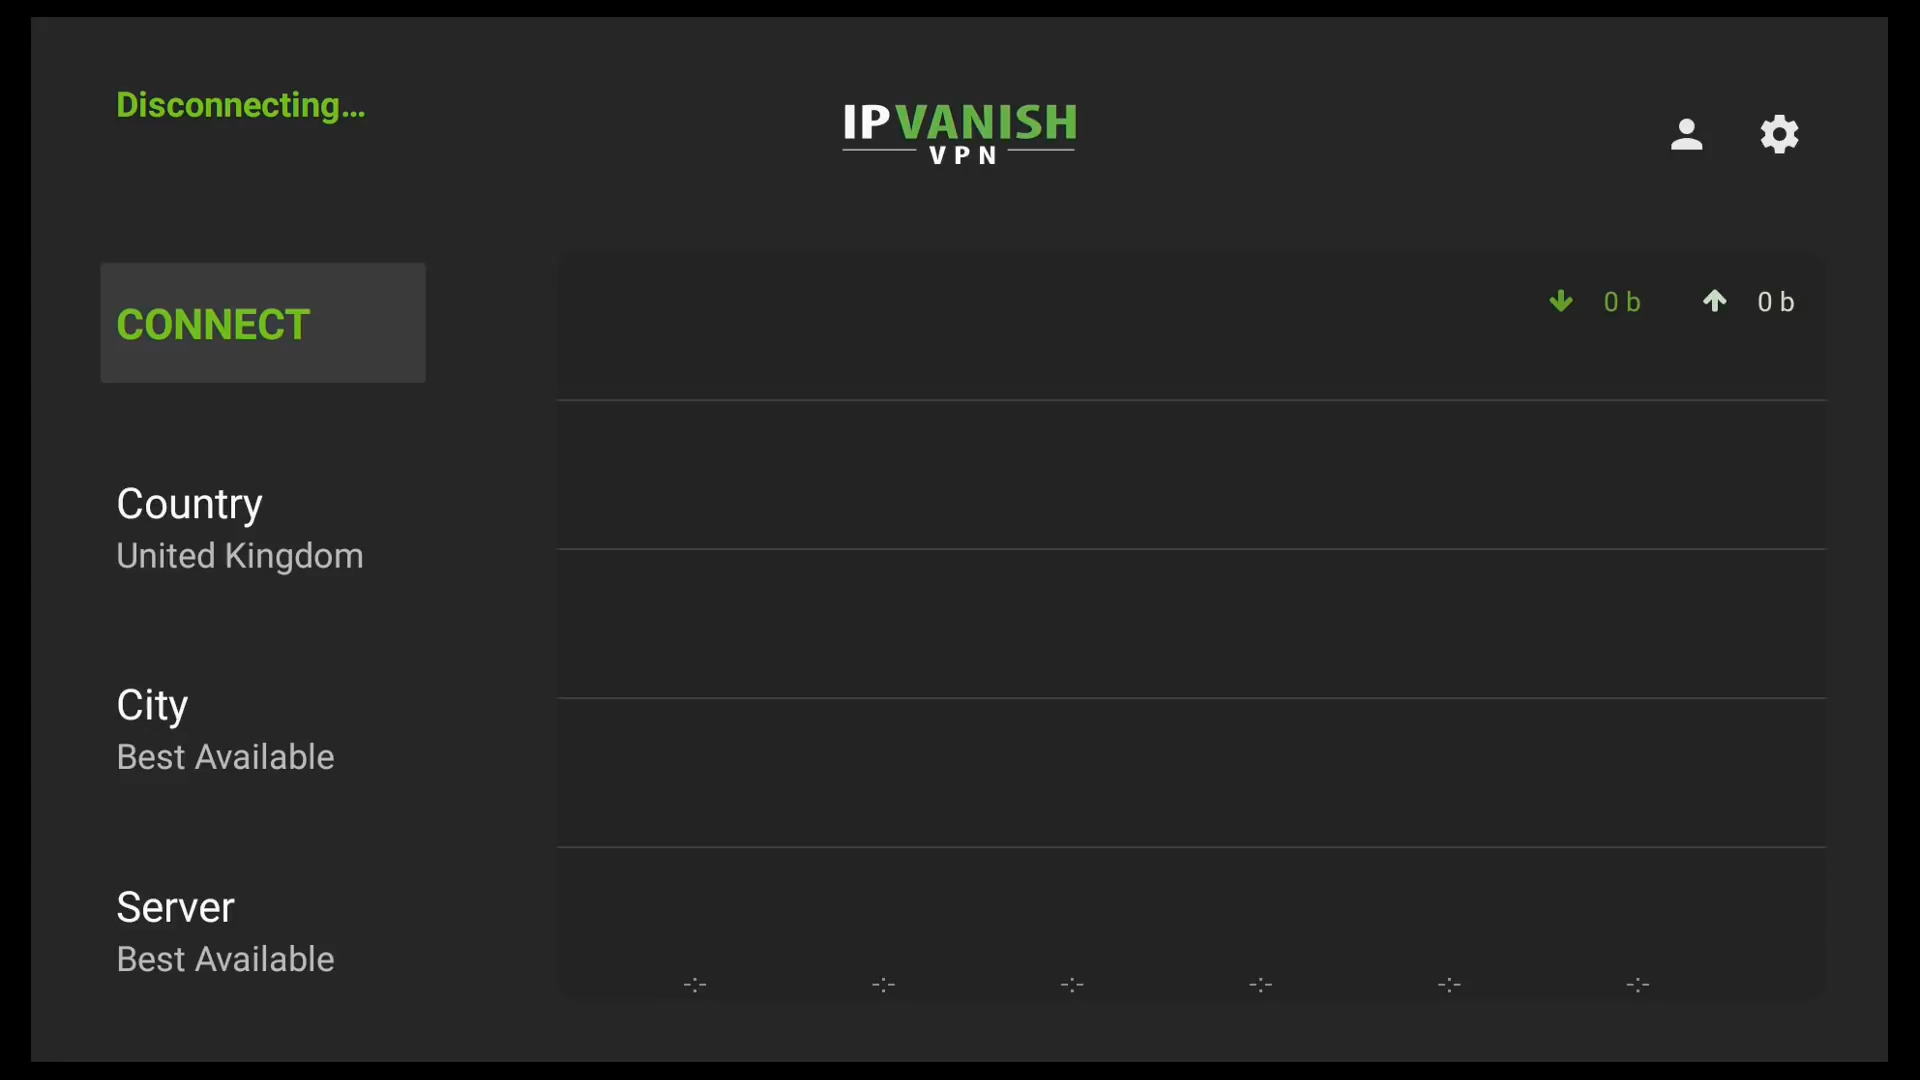 Disconnecting...
IPVANISH
VPN
CONNECT
0 b
0 b
Country
United Kingdom
City
Best Available
Server
Best Available
-:-
-:-
-:-
-:-
-:-
-:-